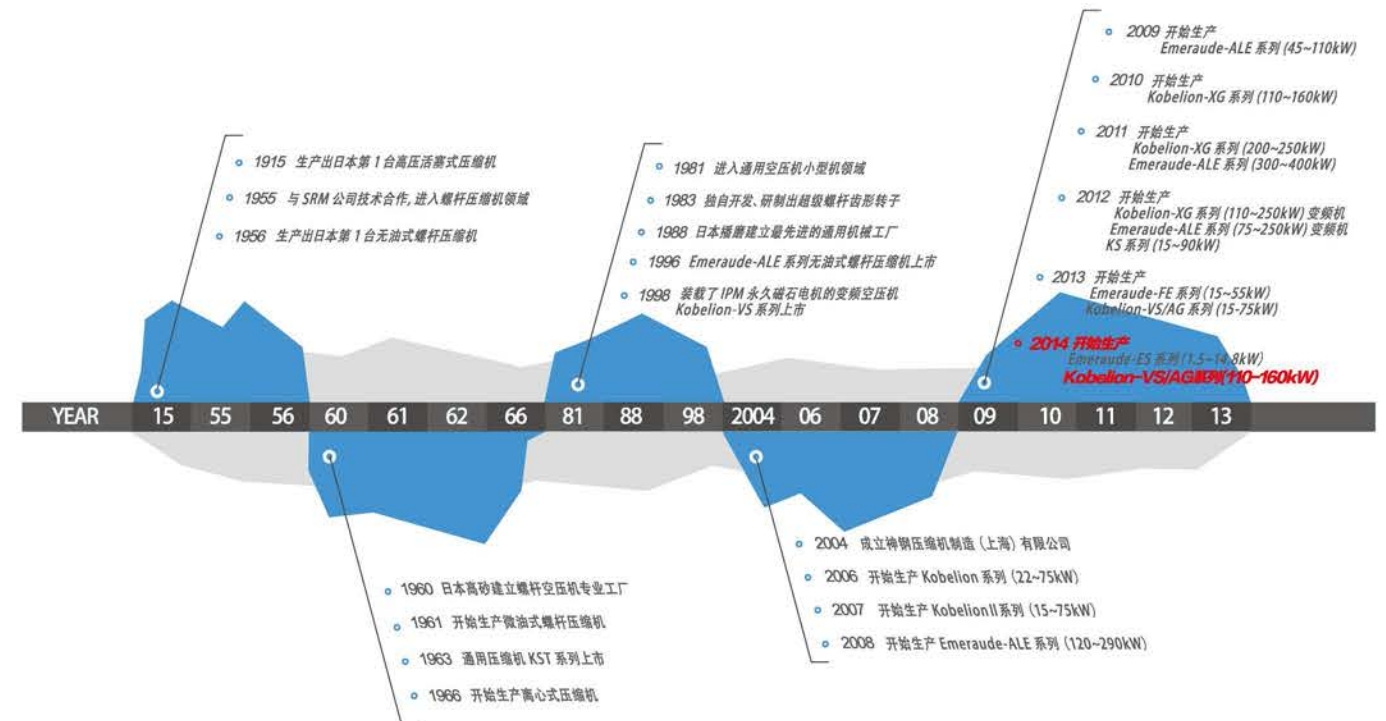 1915 生产出日本第1台高压活塞式压缩机
1955 与 SRM 公司技术合作, 进入螺杆压缩机领域
1956 生产出日本第1台无油式螺杆压缩机
1981 进入通用空压机小型机领域
1983 独自开发、研制出超级螺杆齿形转子
1988 日本播磨建立最先进的通用机械工厂
1996 Emeraude-ALE 系列无油式螺杆压缩机上市
1998 装载了 IPM 永久磁石电机的变频空压机
Kobelion-VS 系列上市
2009 开始生产
Emeraude-ALE 系列 (45~110kW)
2010 开始生产
Kobelion-XG 系列 (110~160kW)
2011 开始生产
Kobelion-XG 系列 (200~250kW)
Emeraude-ALE 系列 (300~400kW)
2012 开始生产
Kobelion-XG 系列 (110~250kW) 变频机
Emeraude-ALE 系列 (75~250kW) 变频机
KS 系列 (15~90kW)
2013 开始生产
Emeraude-FE 系列 (15~55kW)
Kobelion-VS/AG 系列 (15-75kW)
2014 开始生产
Emeraude-ES 系列 (1.5~14.8kW)
Kobelion-VS/AG系列(110-160kW)
YEAR 15 55 56 60 61 62 66 81 88 98 2004 06 07 08 09 10 11 12 13
1960 日本高砂建立螺杆空压机专业工厂
1961 开始生产微油式螺杆压缩机
1963 通用压缩机 KST 系列上市
1966 开始生产离心式压缩机
2004 成立神钢压缩机制造（上海）有限公司
2006 开始生产 Kobelion 系列（22~75kW）
2007 开始生产 KobelionII系列（15~75kW）
2008 开始生产 Emeraude-ALE 系列（120~290kW）